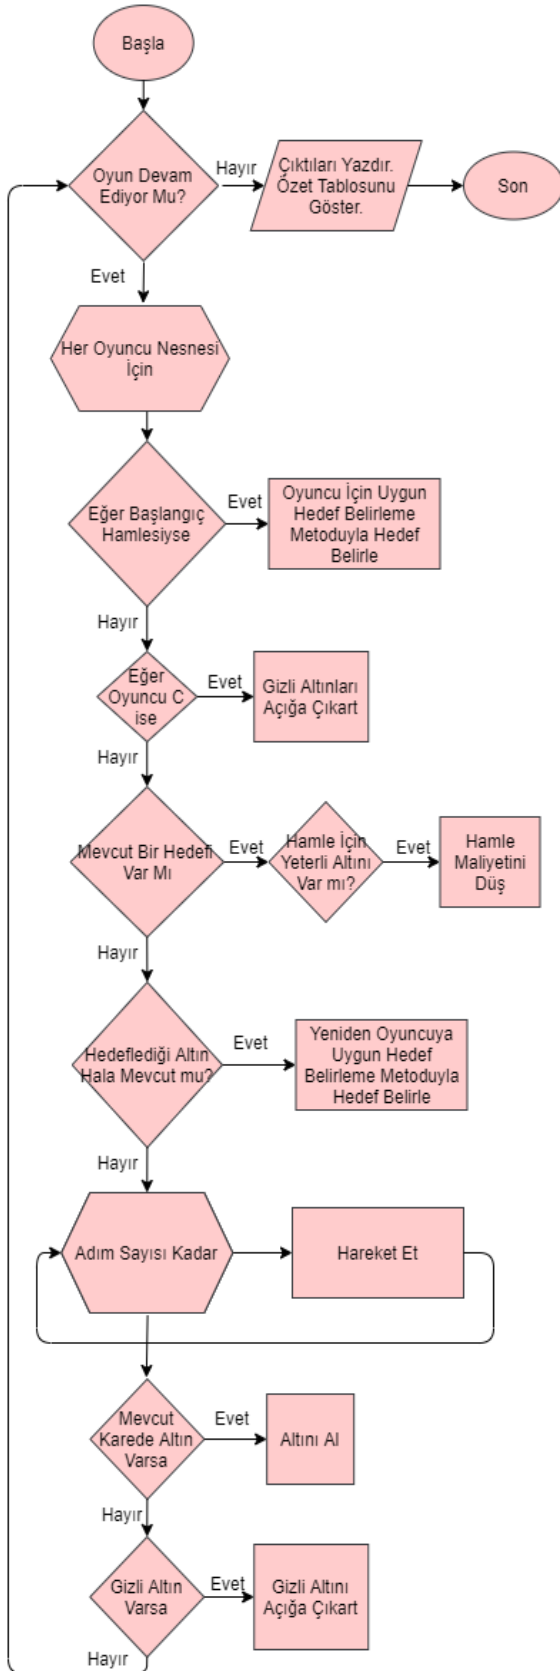 Başla
Oyun Devam
Ediyor Mu?
Hayır
Çıktıları Yazdır.
Özet Tablosunu
Göster.
Son
Evet
Her Oyuncu Nesnesi
İçin
Eğer Başlangıç
Hamlesiyse
Evet
Oyuncu İçin Uygun
Hedef Belirleme
Metoduyla Hedef
Belirle
Hayır
Eğer
Oyuncu C
ise
Evet
Gizli Altınları
Açığa Çıkart
Hayır
Mevcut Bir Hedefi
Var Mı
Evet
Hamle İçin
Yeterli Altını
Var mı?
Evet
Hamle
Maliyetini
Düş
Hayır
Hedeflediği Altın
Hala Mevcut mu?
Evet
Yeniden Oyuncuya
Uygun Hedef
Belirleme Metoduyla
Hedef Belirle
Hayır
Adım Sayısı Kadar
Hareket Et
Mevcut
Karede Altın
Varsa
Evet
Altını Al
Hayır
Gizli Altın
Varsa
Evet
Gizli Altını
Açığa Çıkart
Hayır